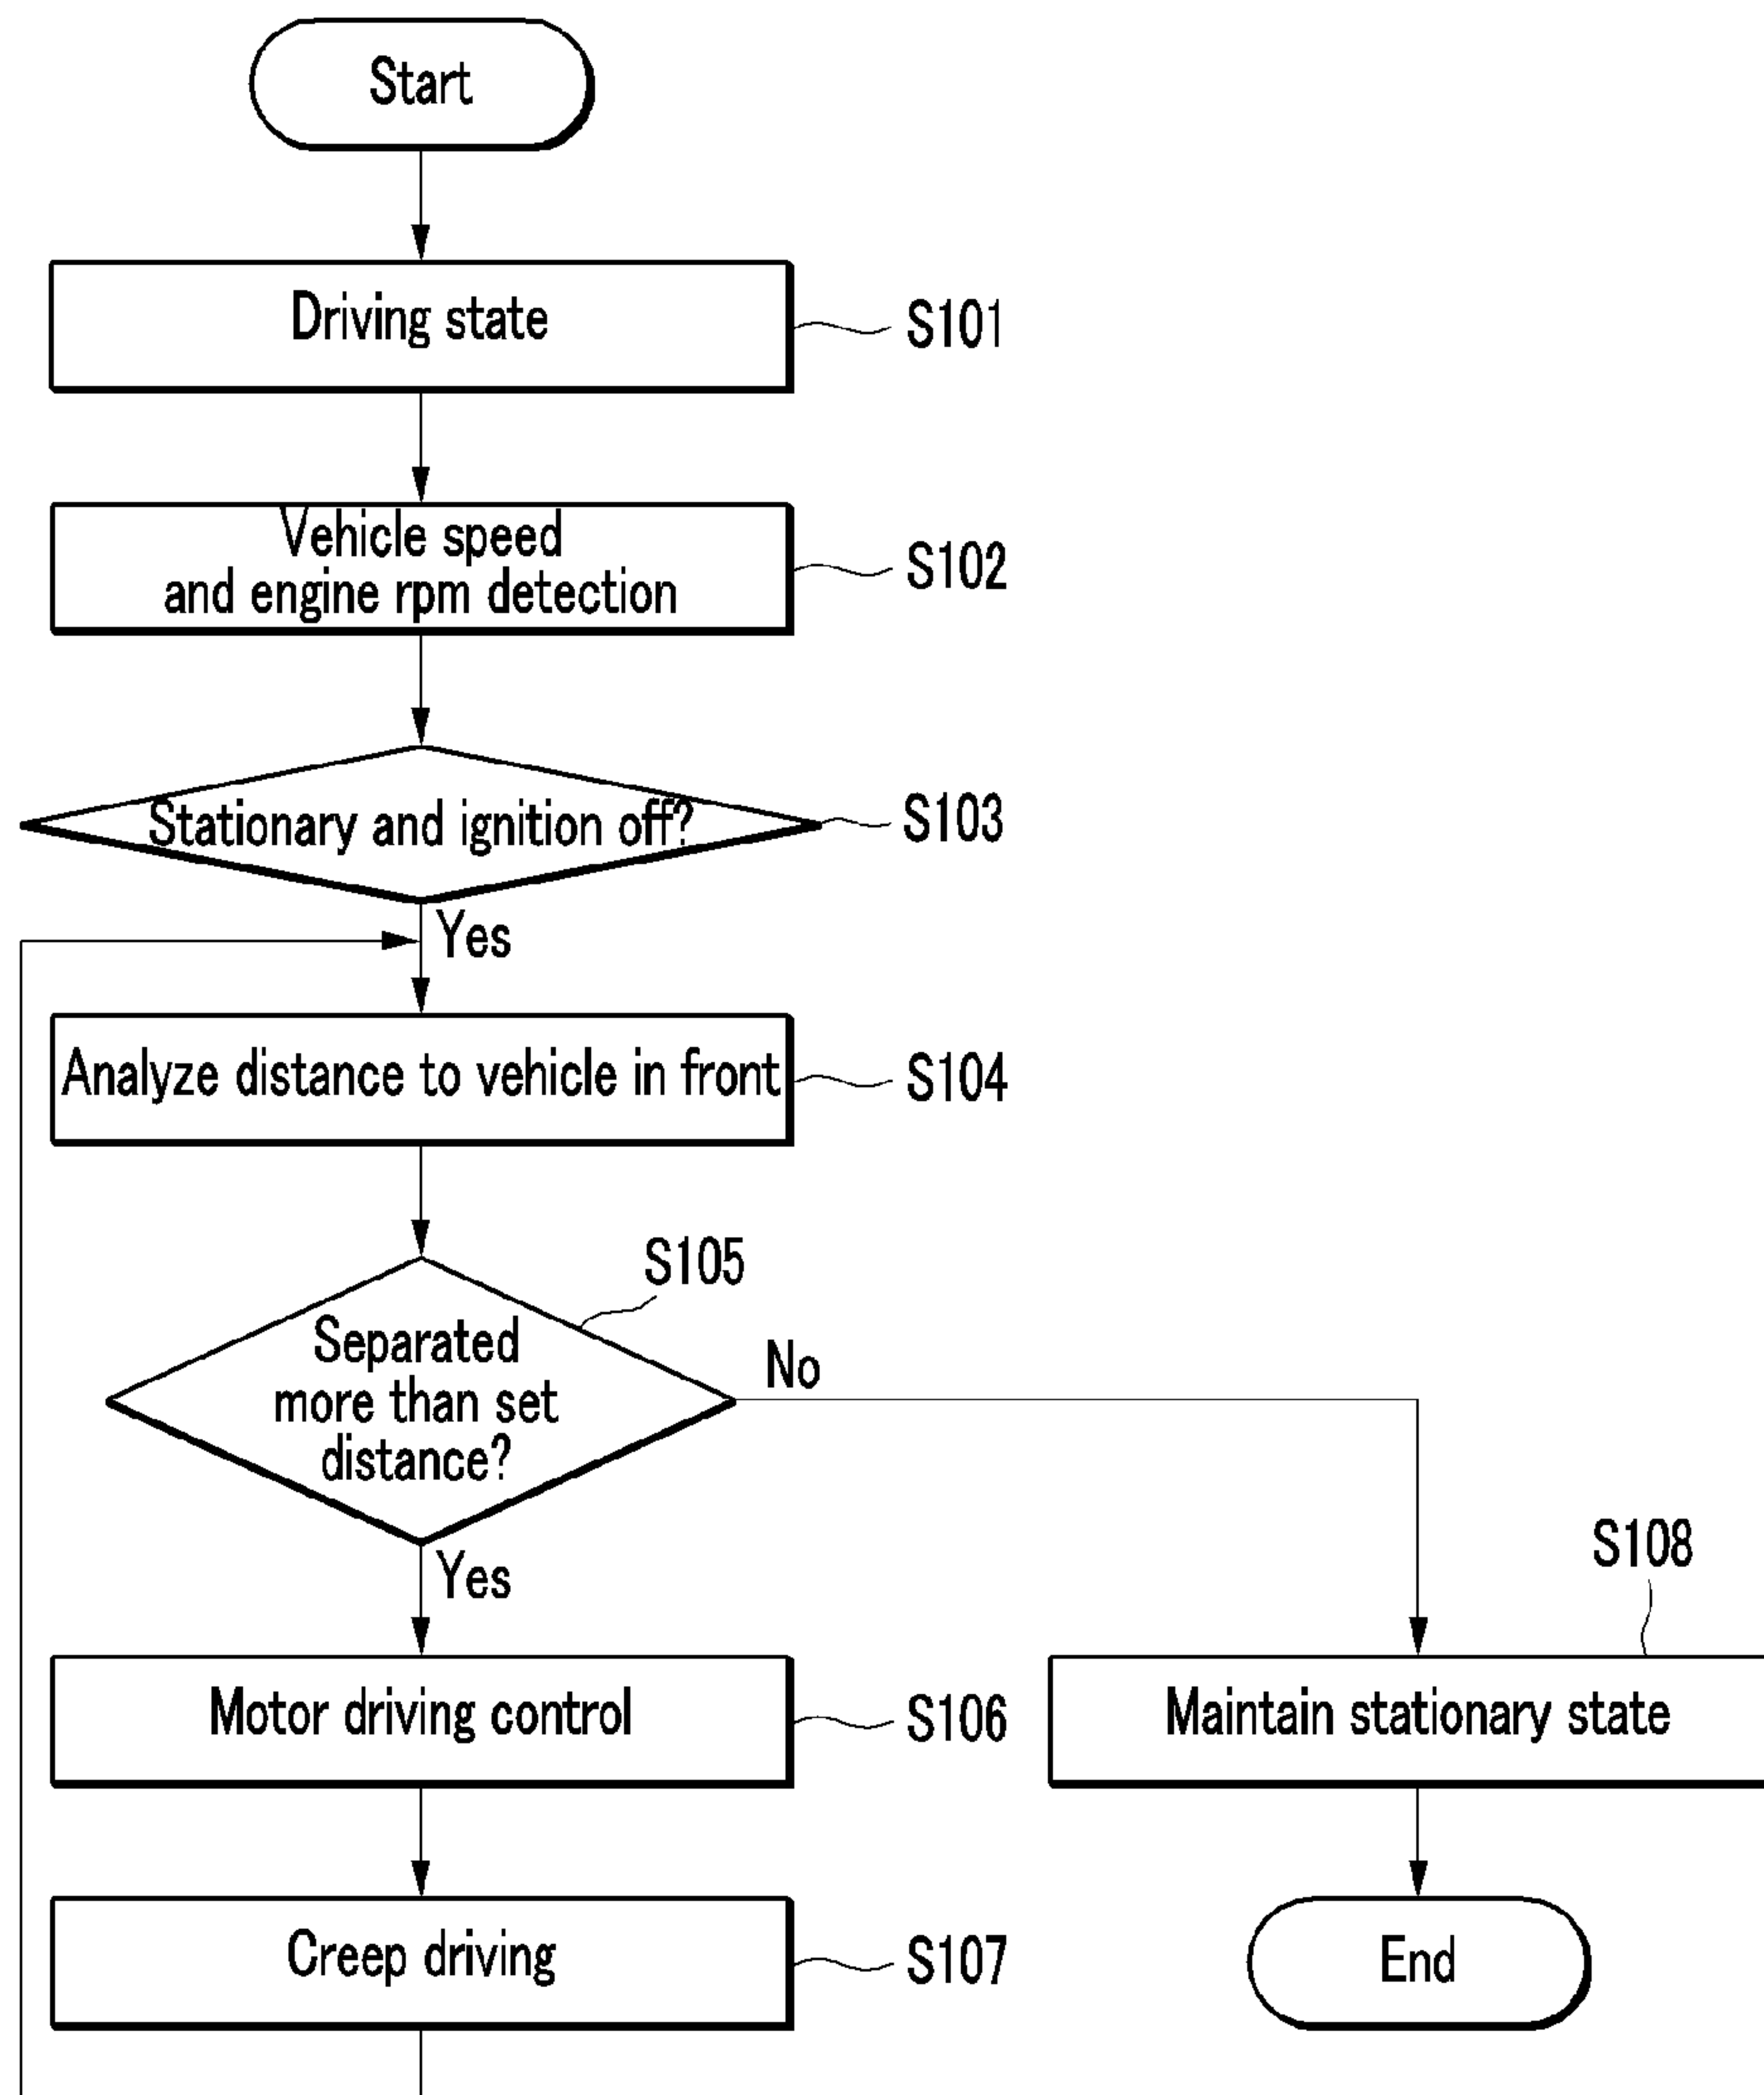 Start
Driving state
S101
Vehicle speed
and engine rpm detection
S102
Stationary and ignition off?
S103
Yes
Analyze distance to vehicle in front
S104
S105
Separated
more than set
distance?
No
Yes
S108
Motor driving control
S106
Maintain stationary state
Creep driving
S107
End